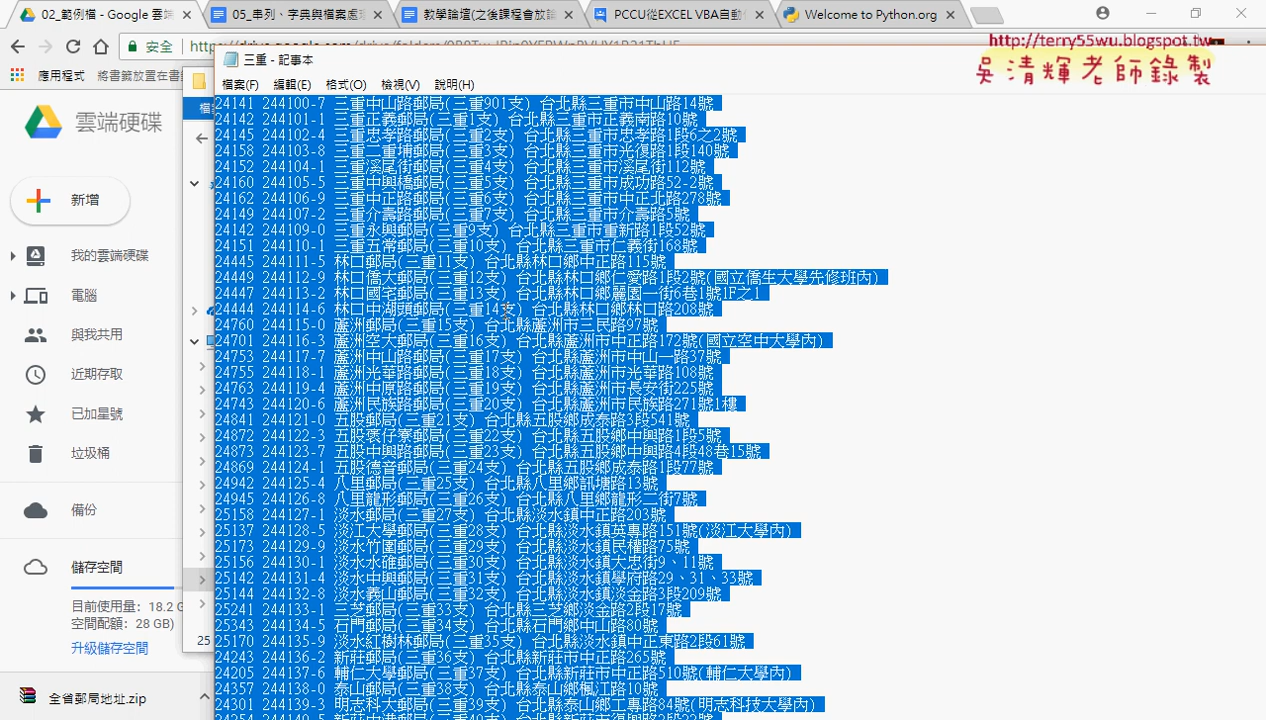 02_範例檔 - Google 雲端
05_串列、字典與檔案處理
教學論壇(之後課程會放論
PCCU從EXCEL VBA自動化
Welcome to Python.org
安全
http://terry55wu.blogspot.tw
吳清輝老師錄製
應用程式
將書籤放置在書
三重 - 記事本
檔案(F) 編輯(E) 格式(O) 檢視(V) 說明(H)
雲端硬碟
新增
我的雲端硬碟
電腦
與我共用
近期存取
已加星號
垃圾桶
備份
儲存空間
目前使用量: 18.2 G
空間配額: 28 GB)
升級儲存空間
全省郵局地址.zip
25
24141 244100-7 三重中山路郵局(三重901支) 台北縣三重市中山路14號
24142 244101-1 三重正義郵局(三重1支) 台北縣三重市正義南路10號
24145 244102-4 三重忠孝路郵局(三重2支) 台北縣三重市忠孝路1段6之2號
24158 244103-8 三重二重埔郵局(三重3支) 台北縣三重市光復路1段140號
24152 244104-1 三重溪尾街郵局(三重4支) 台北縣三重市溪尾街112號
24160 244105-5 三重中興橋郵局(三重5支) 台北縣三重市成功路52-2號
24162 244106-9 三重中正路郵局(三重6支) 台北縣三重市中正北路278號
24149 244107-2 三重介壽路郵局(三重7支) 台北縣三重市介壽路5號
24142 244109-0 三重永興郵局(三重9支) 台北縣三重市重新路1段52號
24151 244110-1 三重五常郵局(三重10支) 台北縣三重市仁義街168號
24445 244111-5 林口郵局(三重11支) 台北縣林口鄉中正路115號
24449 244112-9 林口僑大郵局(三重12支) 台北縣林口鄉仁愛路1段2號(國立僑生大學先修班內)
24447 244113-2 林口國宅郵局(三重13支) 台北縣林口鄉麗園一街6巷1號1F之1
24444 244114-6 林口中湖頭郵局(三重14支) 台北縣林口鄉林口路208號
24760 244115-0 蘆洲郵局(三重15支) 台北縣蘆洲市三民路97號
24701 244116-3 蘆洲空大郵局(三重16支) 台北縣蘆洲市中正路172號(國立空中大學內)
24753 244117-7 蘆洲中山路郵局(三重17支) 台北縣蘆洲市中山一路37號
24755 244118-1 蘆洲光華路郵局(三重18支) 台北縣蘆洲市光華路108號
24763 244119-4 蘆洲中原路郵局(三重19支) 台北縣蘆洲市長安街225號
24743 244120-6 蘆洲民族路郵局(三重20支) 台北縣蘆洲市民族路271號1樓
24841 244121-0 五股郵局(三重21支) 台北縣五股鄉成泰路3段541號
24872 244122-3 五股褒仔寮郵局(三重22支) 台北縣五股鄉中興路1段5號
24873 244123-7 五股中興路郵局(三重23支) 台北縣五股鄉中興路4段48巷15號
24869 244124-1 五股德音郵局(三重24支) 台北縣五股鄉成泰路1段77號
24942 244125-4 八里郵局(三重25支) 台北縣八里鄉訊塘路13號
24945 244126-8 八里龍形郵局(三重26支) 台北縣八里鄉龍形二街7號
25158 244127-1 淡水郵局(三重27支) 台北縣淡水鎮中正路203號
25137 244128-5 淡江大學郵局(三重28支) 台北縣淡水鎮英專路151號(淡江大學內)
25173 244129-9 淡水竹圍郵局(三重29支) 台北縣淡水鎮民權路75號
25156 244130-1 淡水水碓郵局(三重30支) 台北縣淡水鎮大忠街9、11號
25142 244131-4 淡水中興郵局(三重31支) 台北縣淡水鎮學府路29、31、33號
25144 244132-8 淡水義山郵局(三重32支) 台北縣淡水鎮淡金路3段209號
25241 244133-1 三芝郵局(三重33支) 台北縣三芝鄉淡金路2段17號
25343 244134-5 石門郵局(三重34支) 台北縣石門鄉中山路80號
25170 244135-9 淡水紅樹林郵局(三重35支) 台北縣淡水鎮中正東路2段61號
24243 244136-2 新莊郵局(三重36支) 台北縣新莊市中正路265號
24205 244137-6 輔仁大學郵局(三重37支) 台北縣新莊市中正路510號(輔仁大學內)
24357 244138-0 泰山郵局(三重38支) 台北縣泰山鄉楓江路10號
24301 244139-3 明志科大郵局(三重39支) 台北縣泰山鄉工專路84號(明志科技大學內)